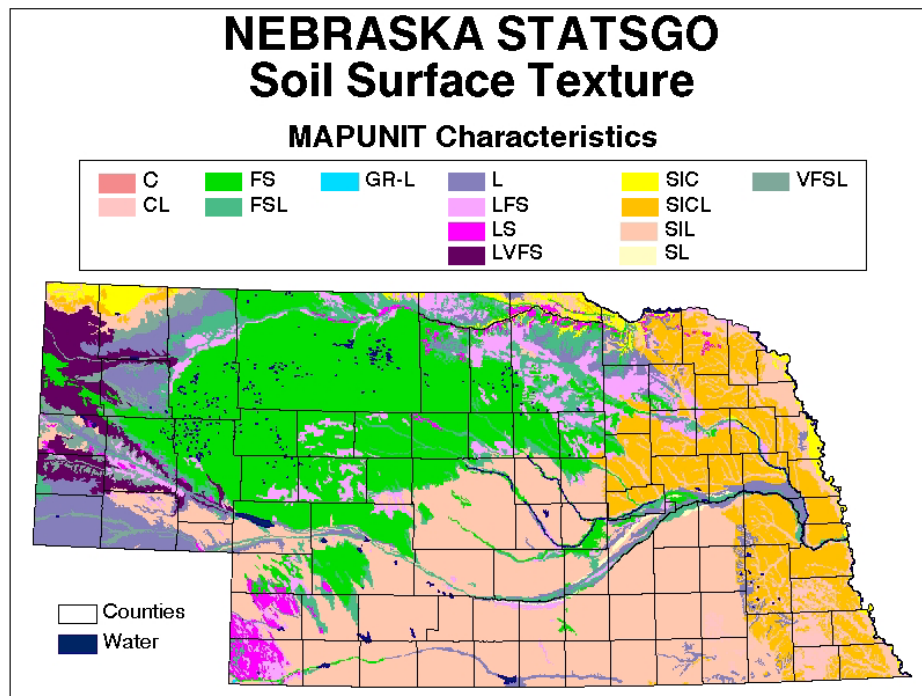 NEBRASKA STATSGO
Soil Surface Texture
MAPUNIT Characteristics
C FS GR-L L SIC VFSL
CL FSL LFS SICL
LS SIL
LVFS SL
Counties
Water